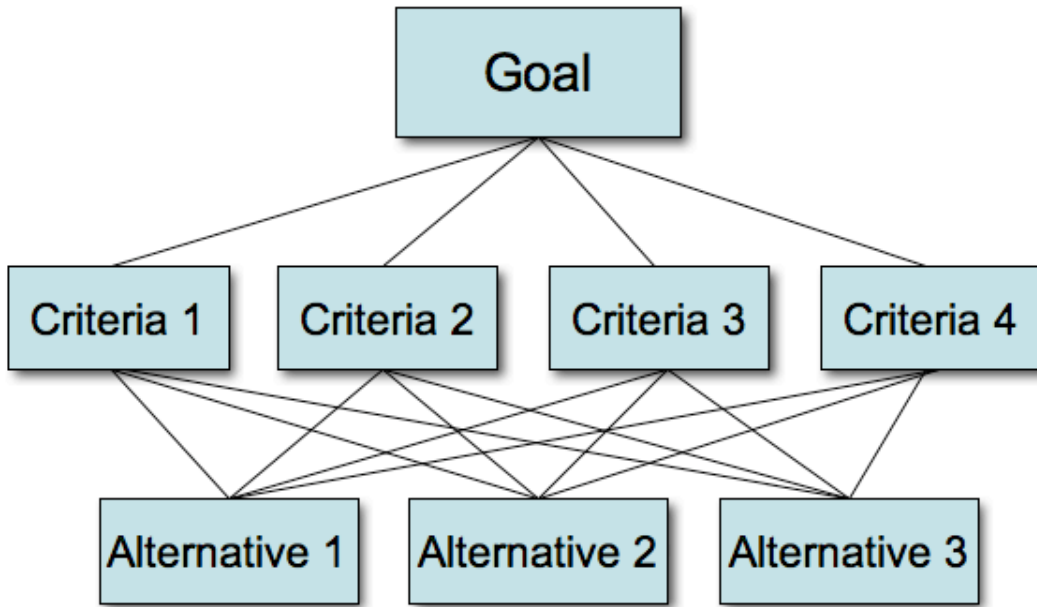 Goal
Criteria 1
Criteria 2
Criteria 3
Criteria 4
Alternative 1
Alternative 2
Alternative 3